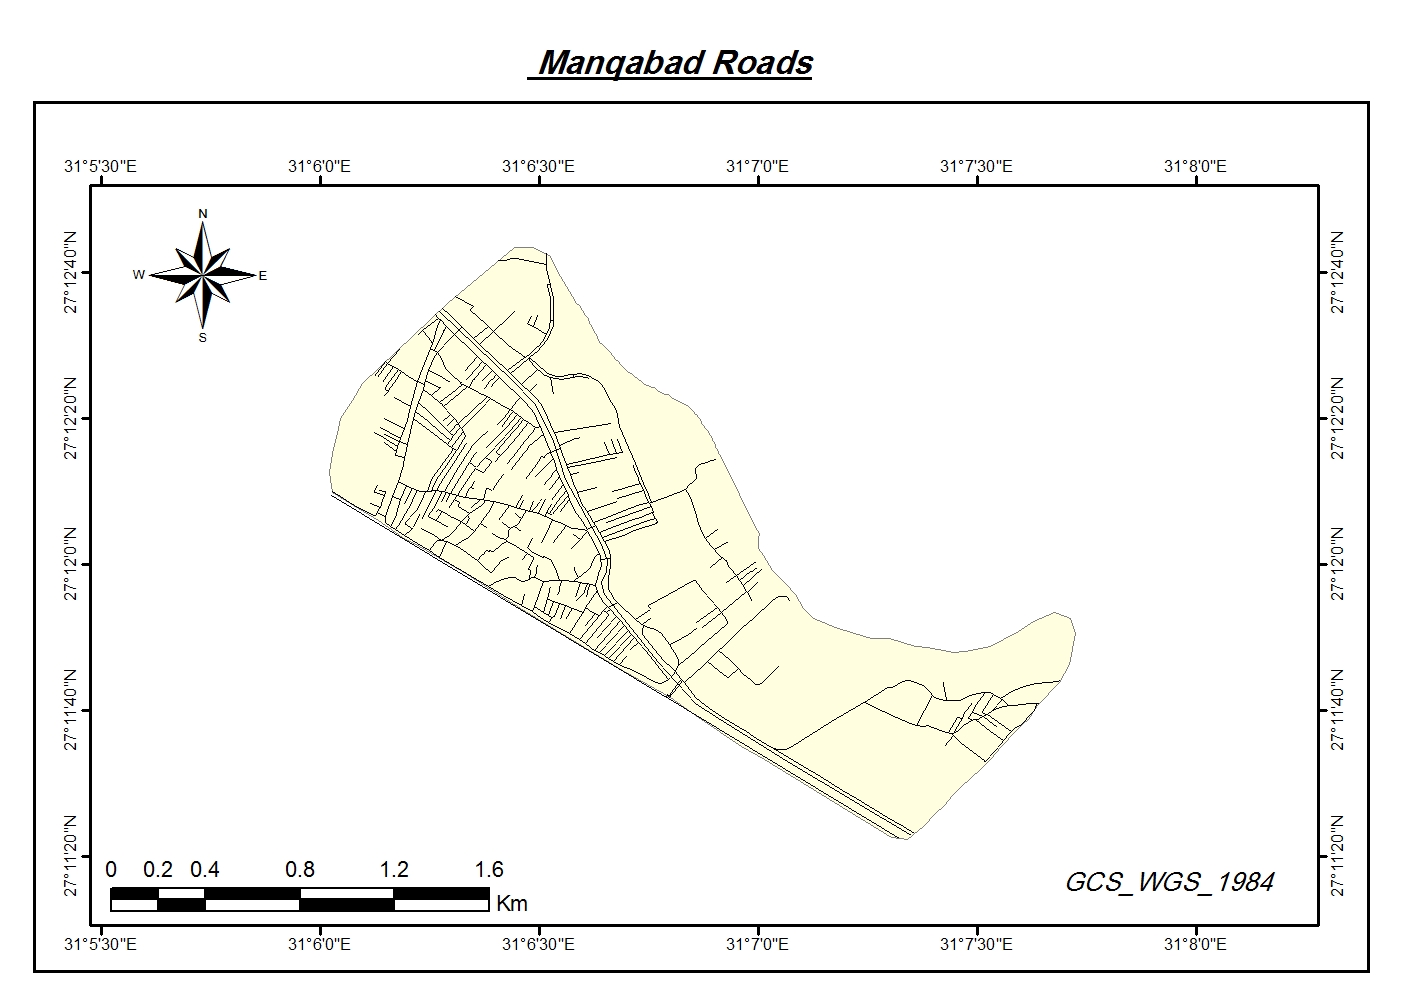 Manqabad Roads
31°5'30"E 31°6'0"E 31°6'30"E 31°7'0"E 31°7'30"E 31°8'0"E
27°12'40"N 27°12'40"N
N
W E
S
27°12'20"N 27°12'20"N
27°12'0"N 27°12'0"N
27°11'40"N 27°11'40"N
27°11'20"N 27°11'20"N
0 0.2 0.4 0.8 1.2 1.6
Km
GCS_WGS_1984
31°5'30"E 31°6'0"E 31°6'30"E 31°7'0"E 31°7'30"E 31°8'0"E